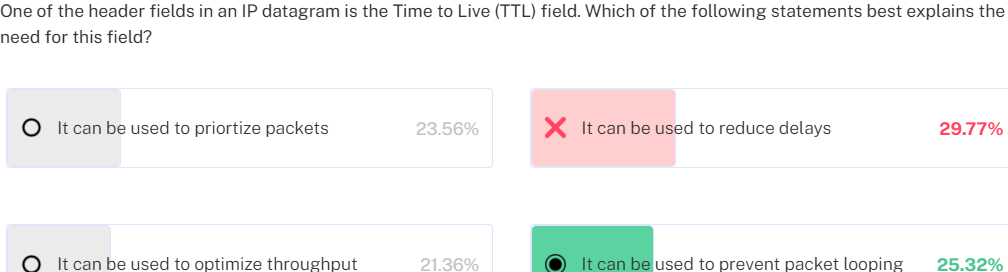 One of the header fields in an IP datagram is the Time to Live (TTL) field. Which of the following statements best explains the
need for this field?
It can be used to priortize packets 23.56%
It can be used to reduce delays 29.77%
It can be used to optimize throughput 21.36%
It can be used to prevent packet looping 25.32%